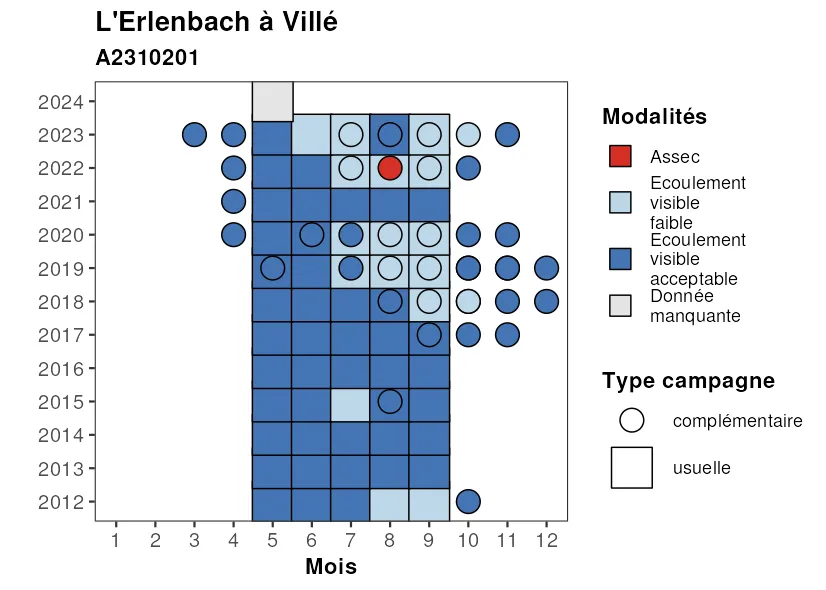 L'Erlenbach à Villé
A2310201
2024
2023
2022
2021
2020
2019
2018
2017
2016
2015
2014
2013
2012
1 2 3 4 5 6 7 8 9 10 11 12
Mois
Modalités
Assec
Ecoulement
visible
faible
Ecoulement
visible
acceptable
Donnée
manquante
Type campagne
complémentaire
usuelle